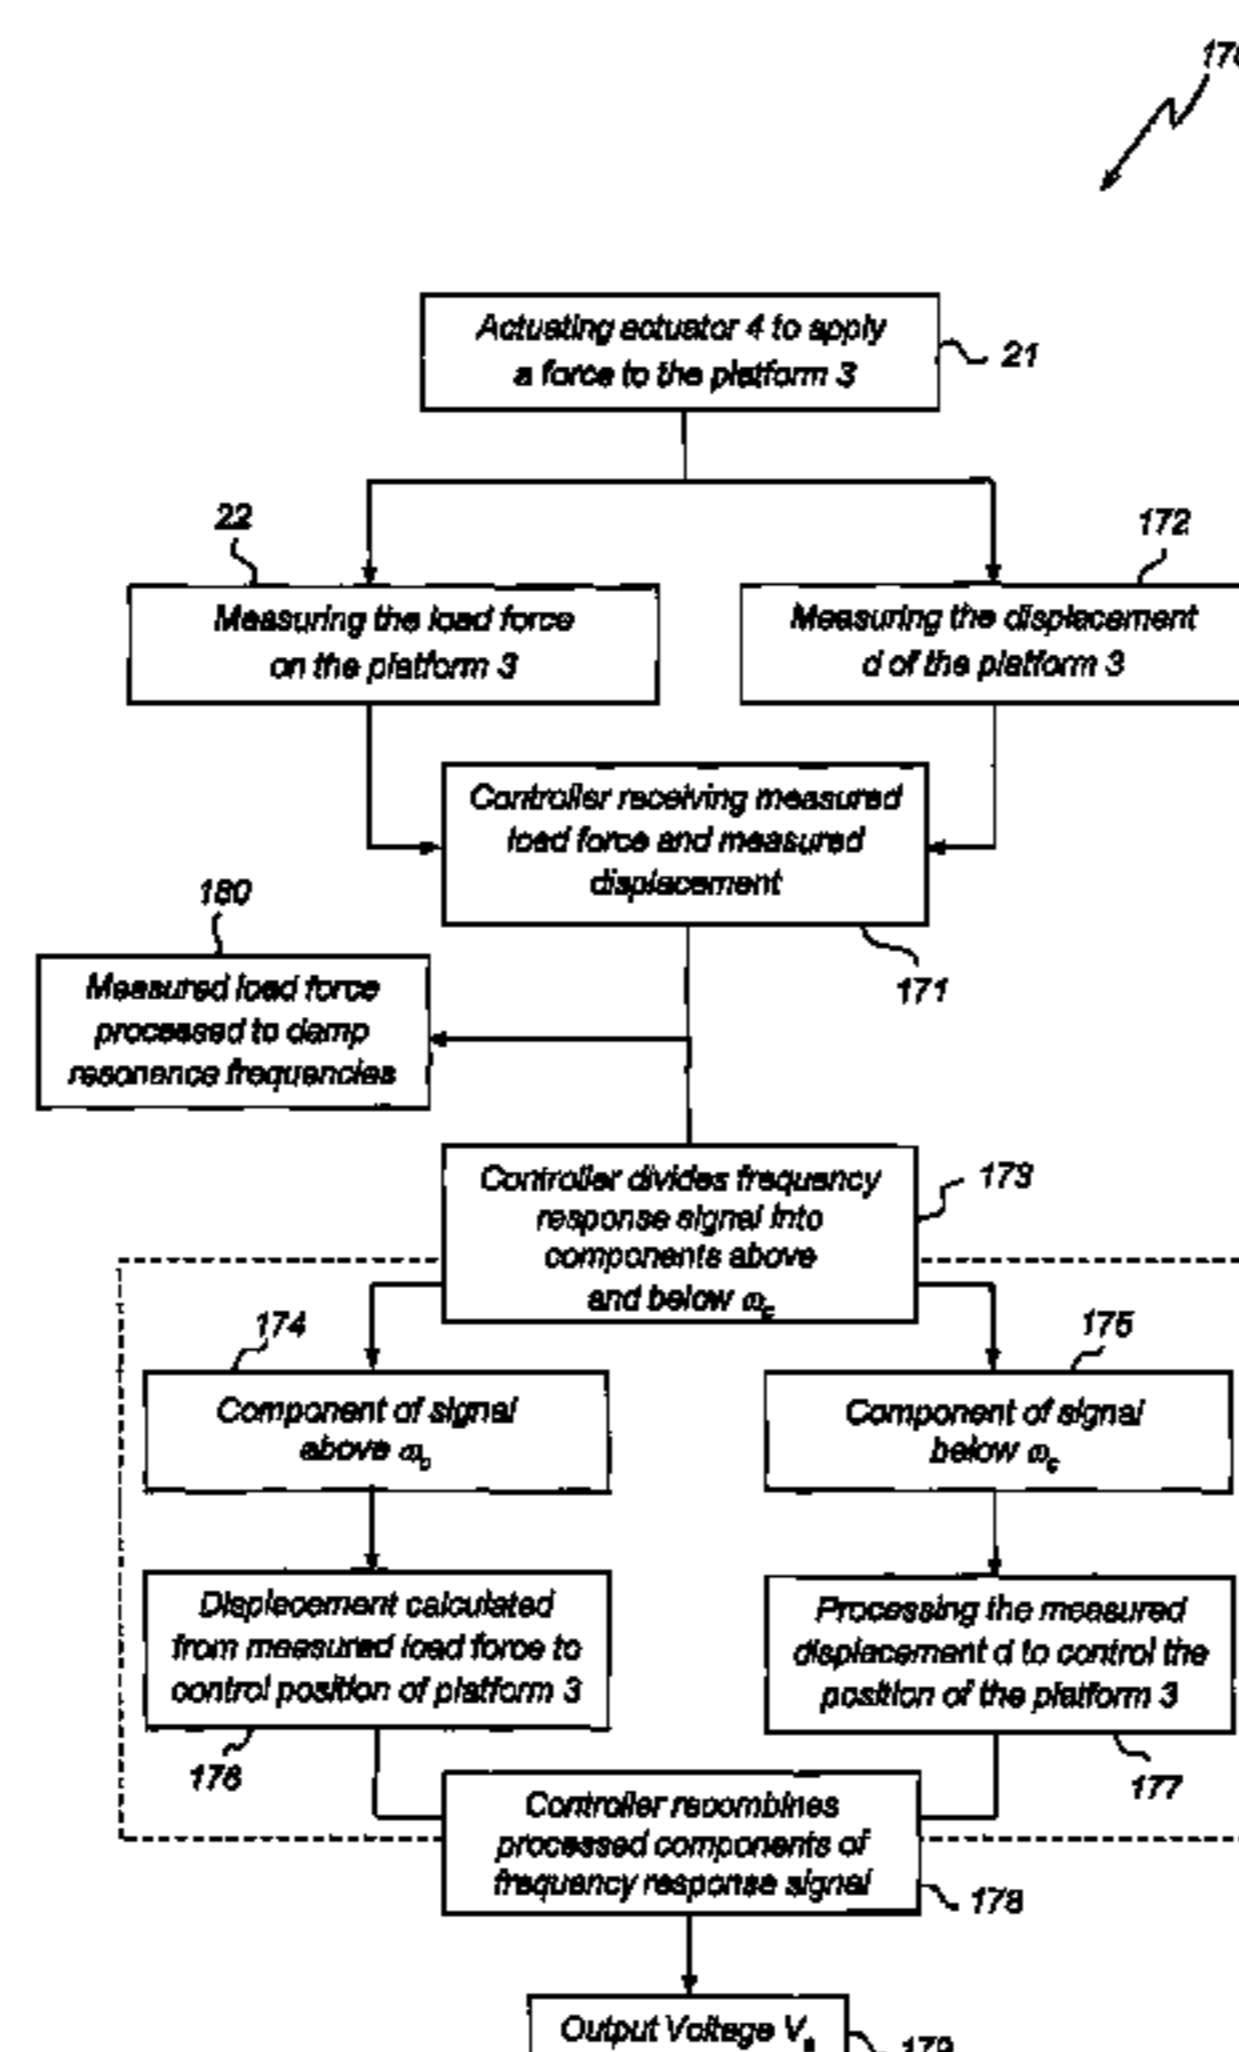 Actuating actuator 4 to apply
a force to the platform 3
21
22
172
Measuring the load force
on the platform 3
Measuring the displacement
d of the platform 3
Controller receiving measured
load force and measured
displacement
180
171
Measured load force
processed to damp
resonance frequencies
Controller divides frequency
response signal into
components above
and below ωc
173
174
175
Component of signal
above ωc
Component of signal
below ωc
Displacement calculated
from measured load force to
control position of platform 3
Processing the measured
displacement d to control the
position of the platform 3
176
177
Controller recombines
processed components of
frequency response signal
178
Output Voltage
179